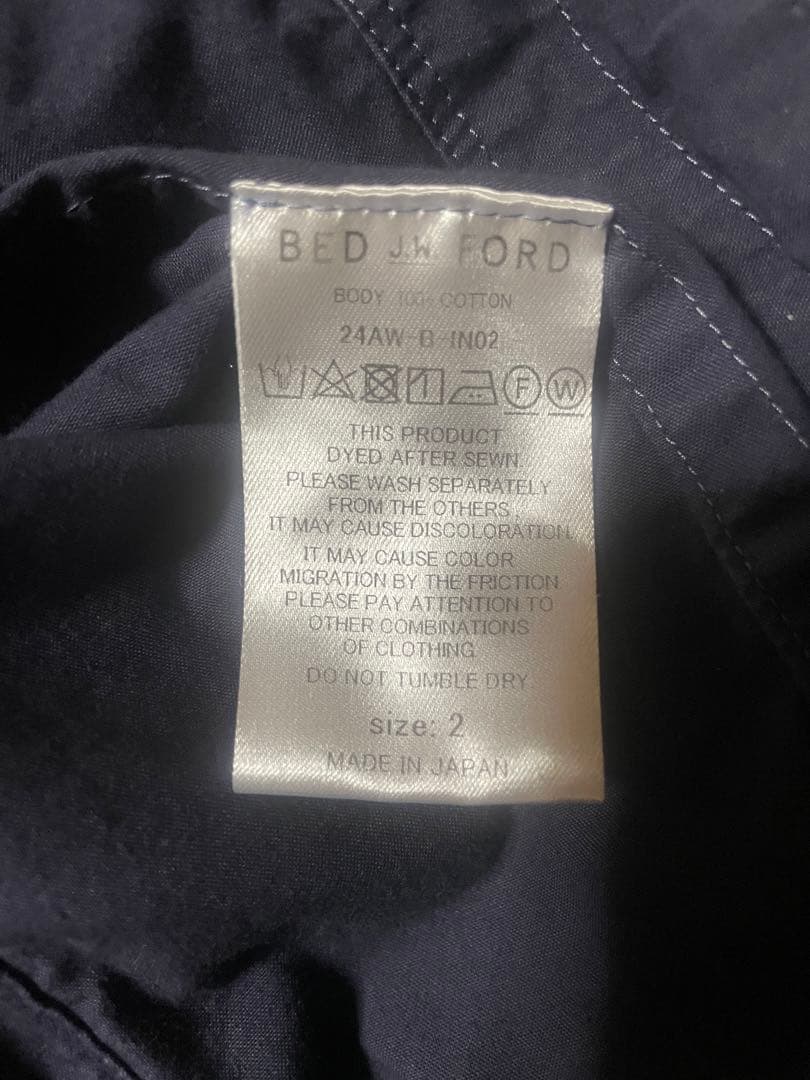 BED J.W. FORD
BODY 100% COTTON
24AW-B-IN02
F W
THIS PRODUCT
DYED AFTER SEWN.
PLEASE WASH SEPARATELY
FROM THE OTHERS.
IT MAY CAUSE DISCOLORATION.
IT MAY CAUSE COLOR
MIGRATION BY THE FRICTION
PLEASE PAY ATTENTION TO
OTHER COMBINATIONS
OF CLOTHING.
DO NOT TUMBLE DRY.
size: 2
MADE IN JAPAN